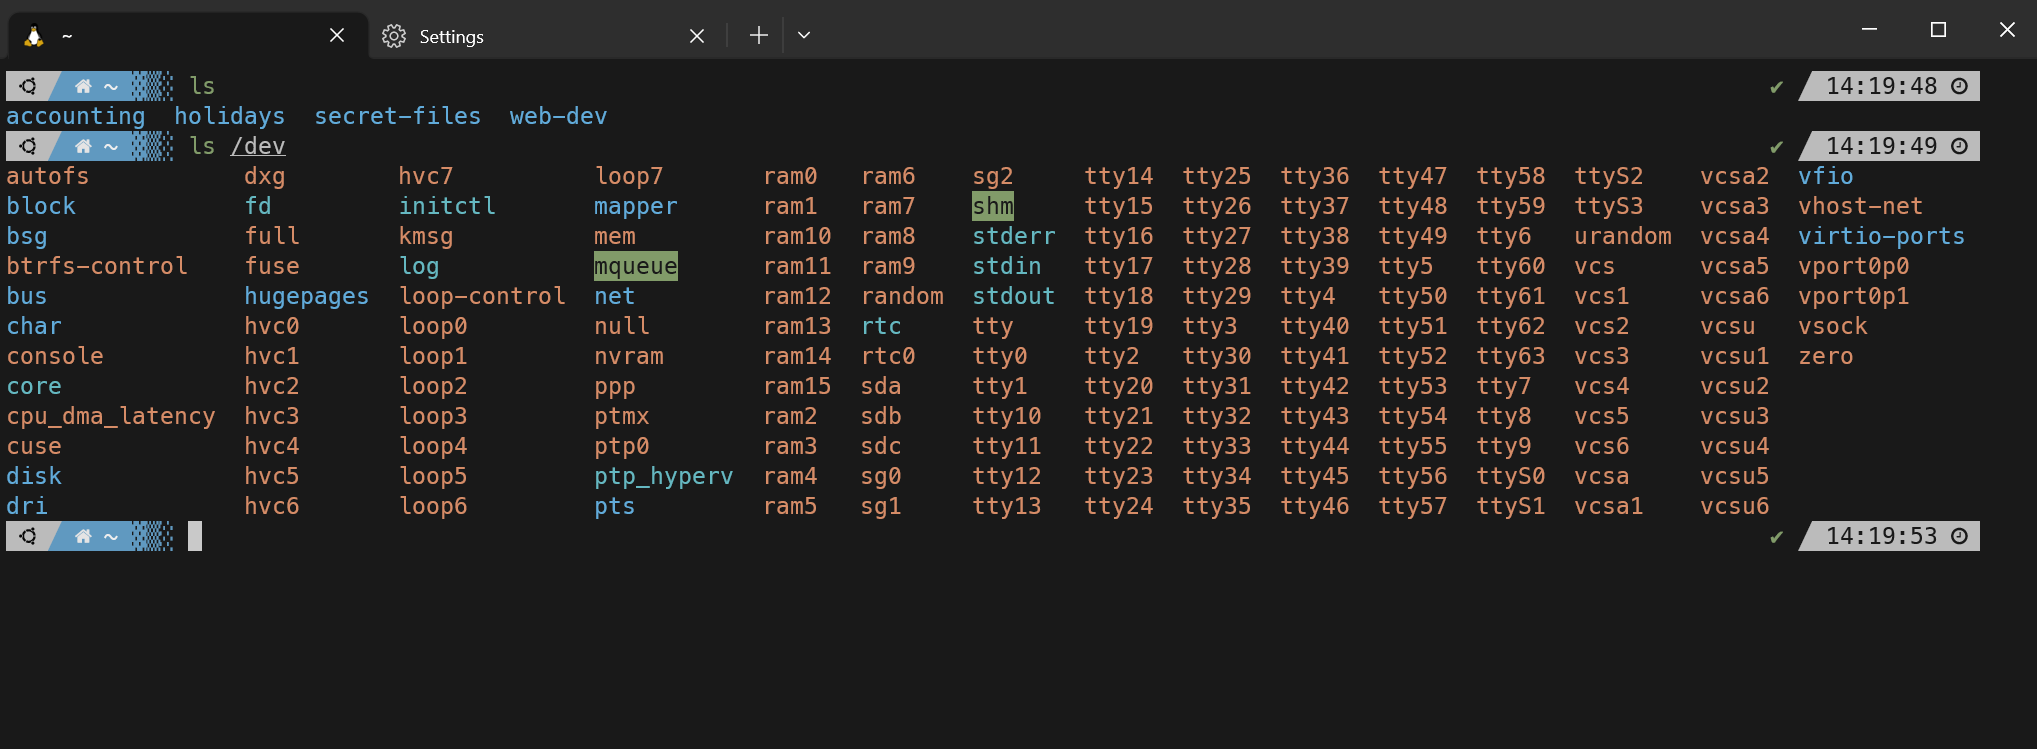 ~ Settings
~ ls ✔ 14:19:48
accounting holidays secret-files web-dev
~ ls /dev ✔ 14:19:49
autofs dxg hvc7 loop7 ram0 ram6 sg2 tty14 tty25 tty36 tty47 tty58 ttyS2 vcsa2 vfio
block fd initctl mapper ram1 ram7 shm tty15 tty26 tty37 tty48 tty59 ttyS3 vcsa3 vhost-net
bsg full kmsg mem ram10 ram8 stderr tty16 tty27 tty38 tty49 tty6 urandom vcsa4 virtio-ports
btrfs-control fuse log mqueue ram11 ram9 stdin tty17 tty28 tty39 tty5 tty60 vcs vcsa5 vport0p0
bus hugepages loop-control net ram12 random stdout tty18 tty29 tty4 tty50 tty61 vcs1 vcsa6 vport0p1
char hvc0 loop0 null ram13 rtc tty tty19 tty3 tty40 tty51 tty62 vcs2 vcsu vsock
console hvc1 loop1 nvram ram14 rtc0 tty0 tty2 tty30 tty41 tty52 tty63 vcs3 vcsu1 zero
core hvc2 loop2 ppp ram15 sda tty1 tty20 tty31 tty42 tty53 tty7 vcs4 vcsu2
cpu_dma_latency hvc3 loop3 ptmx ram2 sdb tty10 tty21 tty32 tty43 tty54 tty8 vcs5 vcsu3
cuse hvc4 loop4 ptp0 ram3 sdc tty11 tty22 tty33 tty44 tty55 tty9 vcs6 vcsu4
disk hvc5 loop5 ptp_hyperv ram4 sg0 tty12 tty23 tty34 tty45 tty56 ttyS0 vcsa vcsu5
dri hvc6 loop6 pts ram5 sg1 tty13 tty24 tty35 tty46 tty57 ttyS1 vcsa1 vcsu6
~ ✔ 14:19:53